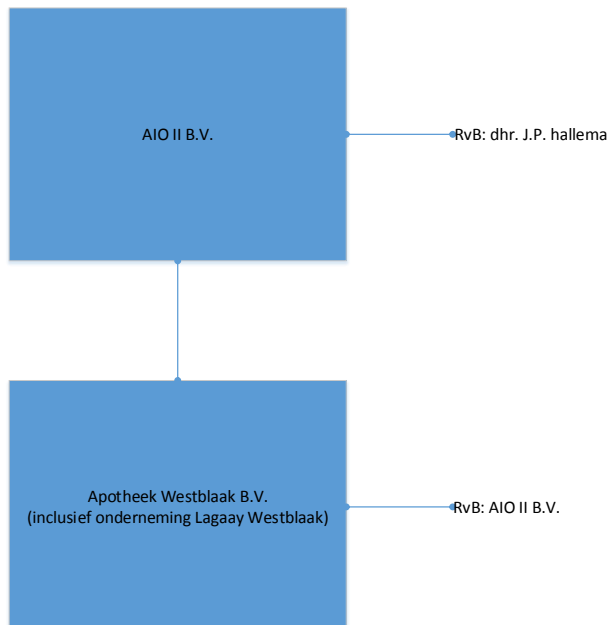 AIO II B.V.
RvB: dhr. J.P. hallema
Apotheek Westblaak B.V.
(inclusief onderneming Lagaay Westblaak)
RvB: AIO II B.V.